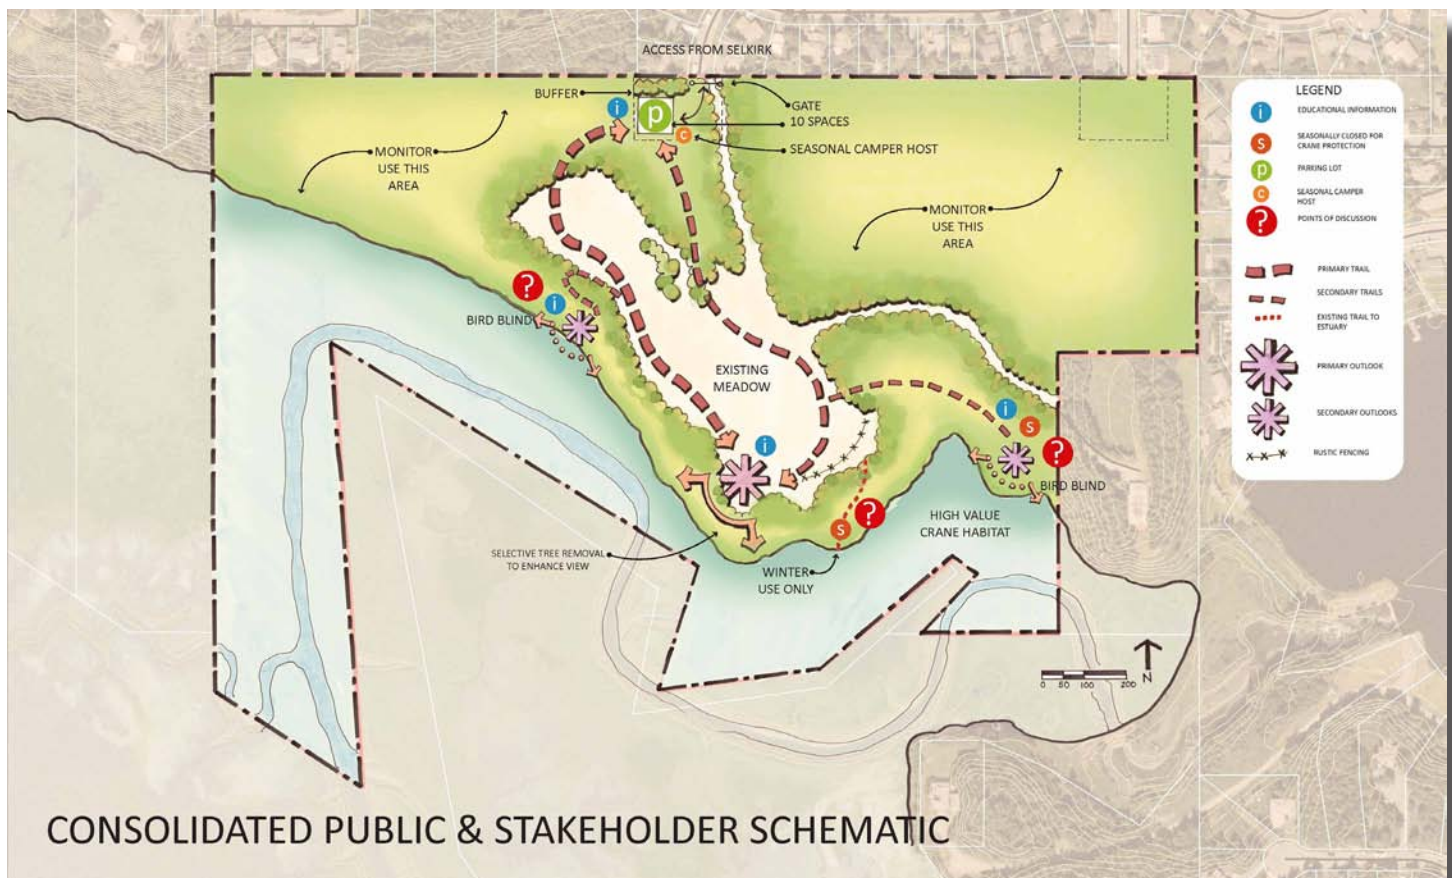 ACCESS FROM SELKIRK
BUFFER
i
p
GATE
10 SPACES
c
SEASONAL CAMPER HOST
MONITOR
USE THIS
AREA
MONITOR
USE THIS
AREA
?
i
BIRD BLIND
EXISTING
MEADOW
i
i
s
?
BIRD BLIND
HIGH VALUE
CRANE HABITAT
s
?
SELECTIVE TREE REMOVAL
TO ENHANCE VIEW
WINTER
USE ONLY
0 50 100 200
N
LEGEND
i EDUCATIONAL INFORMATION
s SEASONALLY CLOSED FOR
CRANE PROTECTION
p PARKING LOT
c SEASONAL CAMPER
HOST
? POINTS OF DISCUSSION
PRIMARY TRAIL
SECONDARY TRAILS
EXISTING TRAIL TO
ESTUARY
PRIMARY OUTLOOK
SECONDARY OUTLOOKS
RUSTIC FENCING
CONSOLIDATED PUBLIC & STAKEHOLDER SCHEMATIC